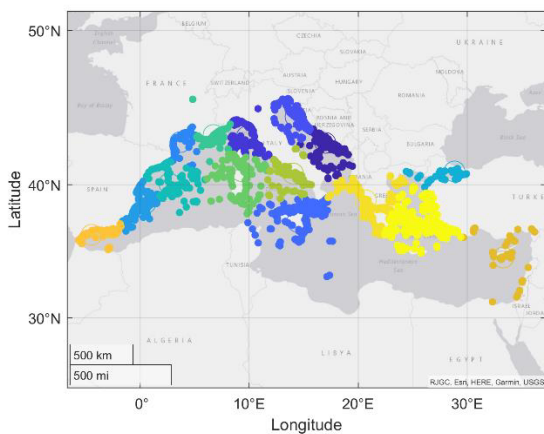 50°N
BELGIUM
CZECHIA
UKRAINE
SLOVAKIA
AUSTRIA
MOLDOVA
FRANCE
SWITZERLAND
HUNGARY
SLOVENIA
ROMANIA
BOSNIA AND
HERZEGOVINA
SERBIA
ITALY
BULGARIA
Black Sea
Latitude
40°N
SPAIN
TURKE
TUNISIA
Mediterranean
Sea
ISRAEL
30°N
ALGERIA
LIBYA
EGYPT
500 km
500 mi
RJGC, Esri, HERE, Garmin, USGS
0°
10°E
20°E
30°E
Longitude